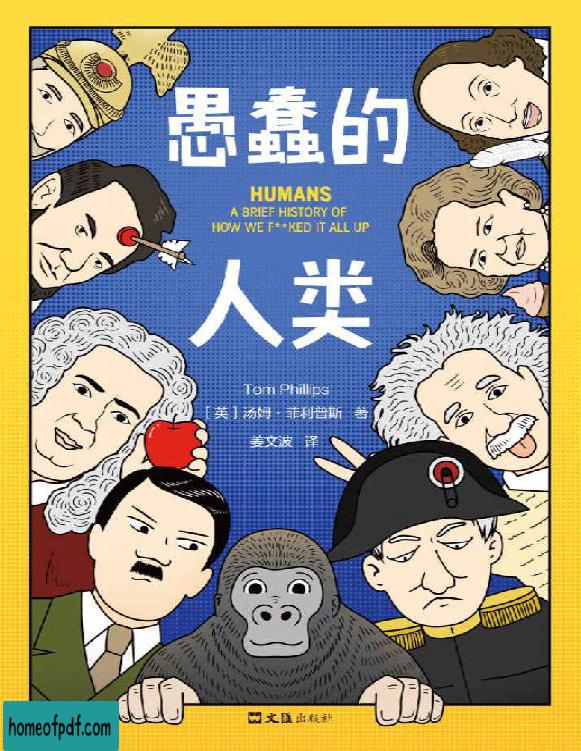 愚蠢的
HUMANS
A BRIEF HISTORY OF
HOW WE F**KED IT ALL UP
人类
Tom Phillips
[英]汤姆·菲利普斯 著
姜文波 译
文匯出版社
homeofpdf.com